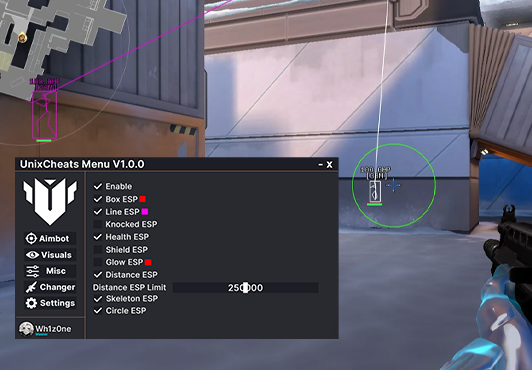 UnixCheats Menu V1.0.0
- x
Enable
Box ESP
Line ESP
Knocked ESP
Health ESP
Shield ESP
Glow ESP
Distance ESP
Distance ESP Limit
Skeleton ESP
Circle ESP
Aimbot
Visuals
Misc
Changer
Settings
Wh1z0ne